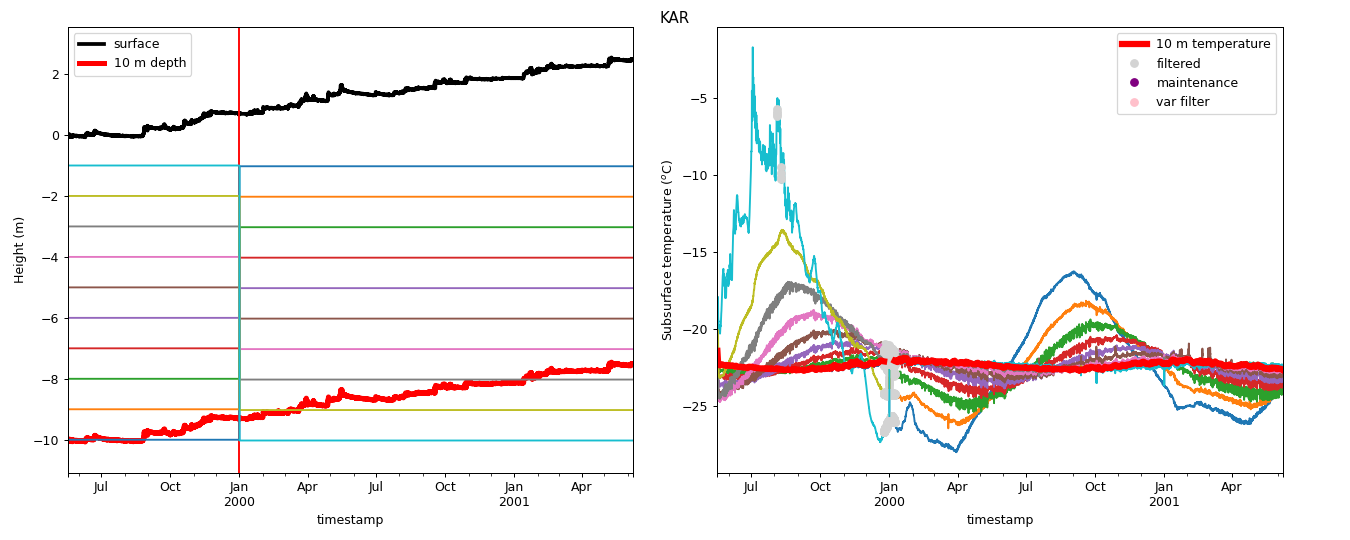 KAR
surface
10 m depth
Height (m)
2
0
−2
−4
−6
−8
−10
Jul
Oct
Jan
2000
Apr
Jul
Oct
Jan
2001
Apr
timestamp
10 m temperature
filtered
maintenance
var filter
Subsurface temperature (°C)
−5
−10
−15
−20
−25
Jul
Oct
Jan
2000
Apr
Jul
Oct
Jan
2001
Apr
timestamp